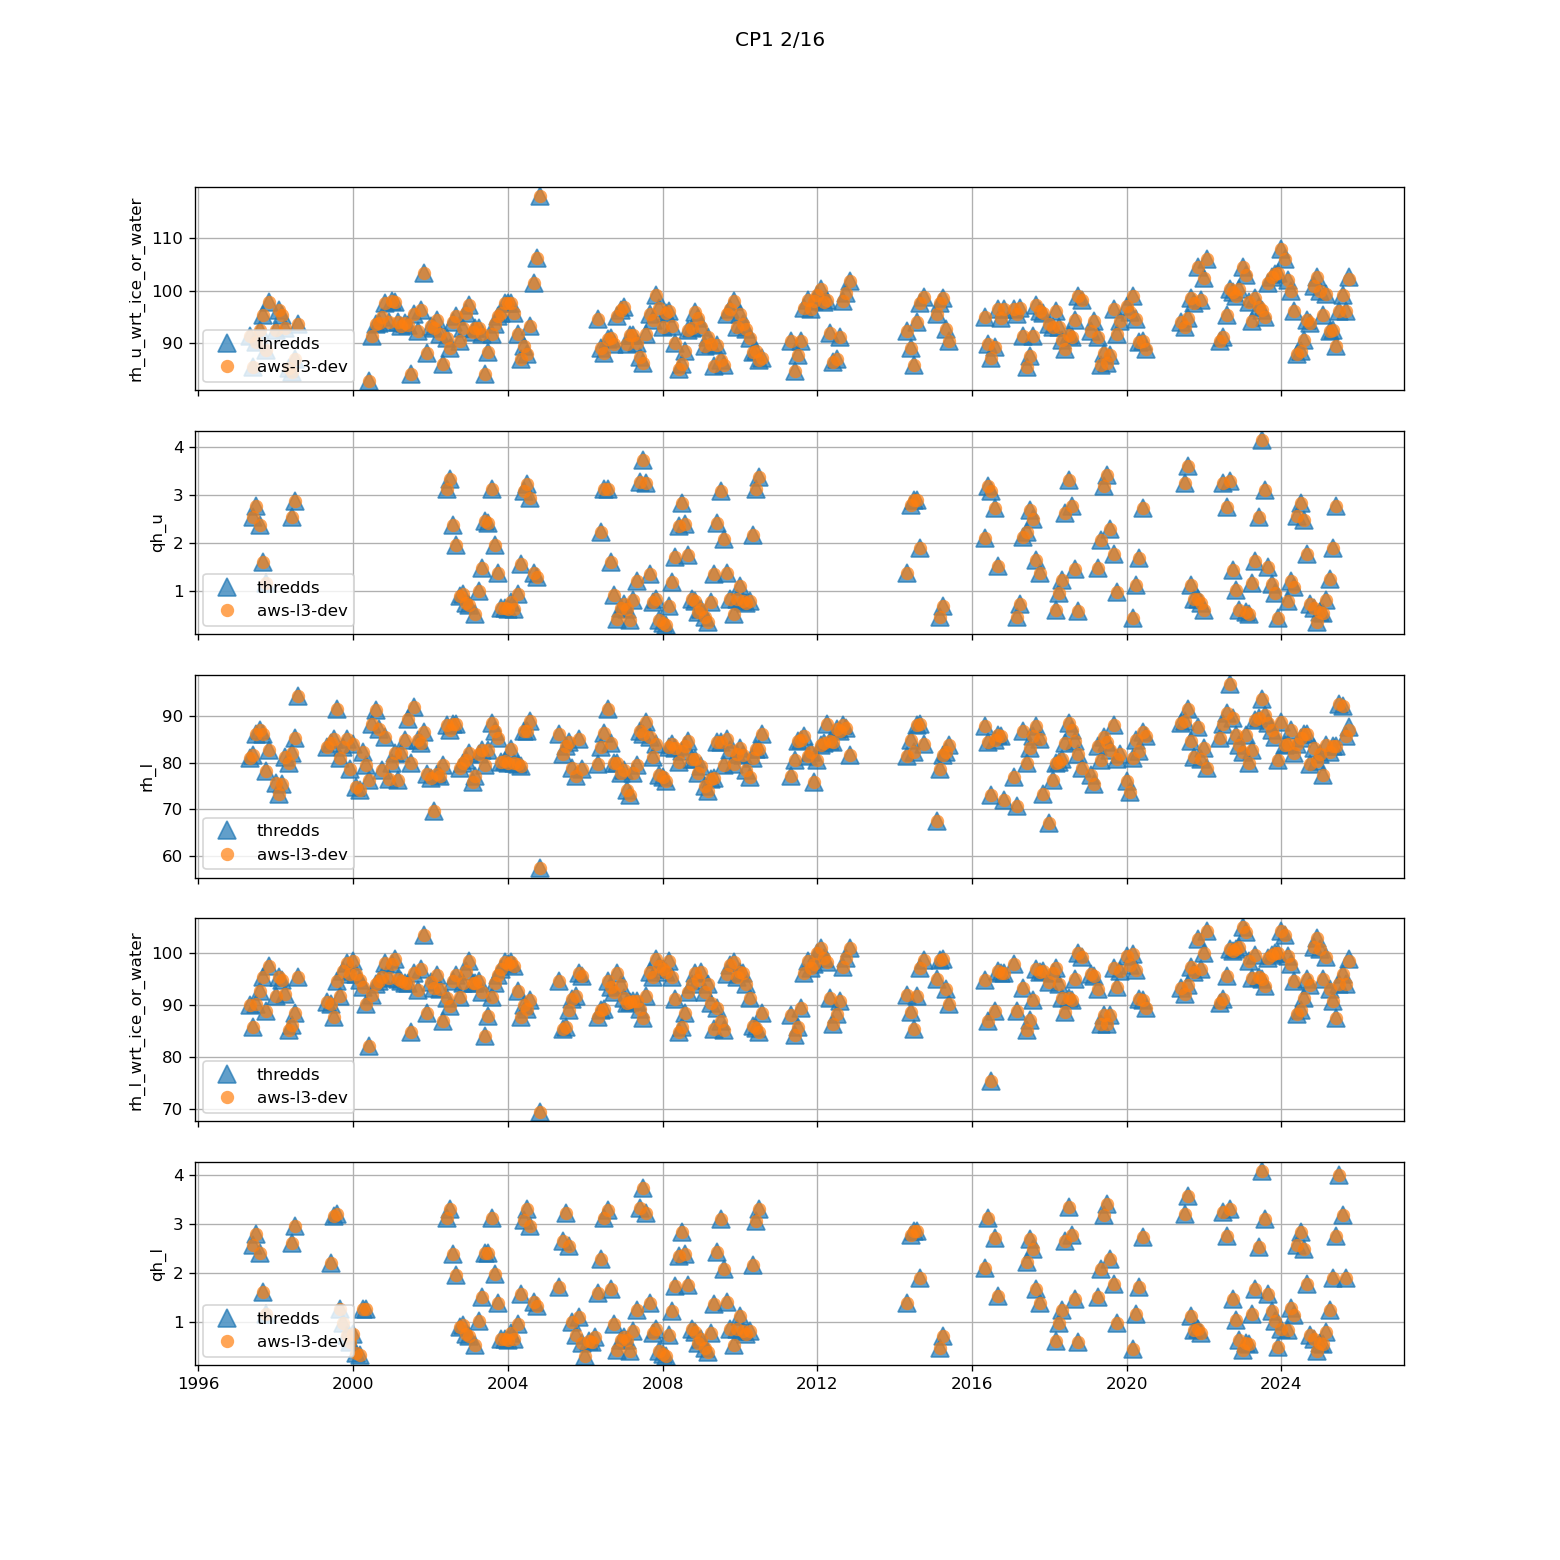 CP1 2/16
rh_u_wrt_ice_or_water
110
100
90
thredds
aws-l3-dev
qh_u
4
3
2
1
thredds
aws-l3-dev
rh_l
90
80
70
60
thredds
aws-l3-dev
rh_l_wrt_ice_or_water
100
90
80
70
thredds
aws-l3-dev
qh_l
4
3
2
1
thredds
aws-l3-dev
1996 2000 2004 2008 2012 2016 2020 2024